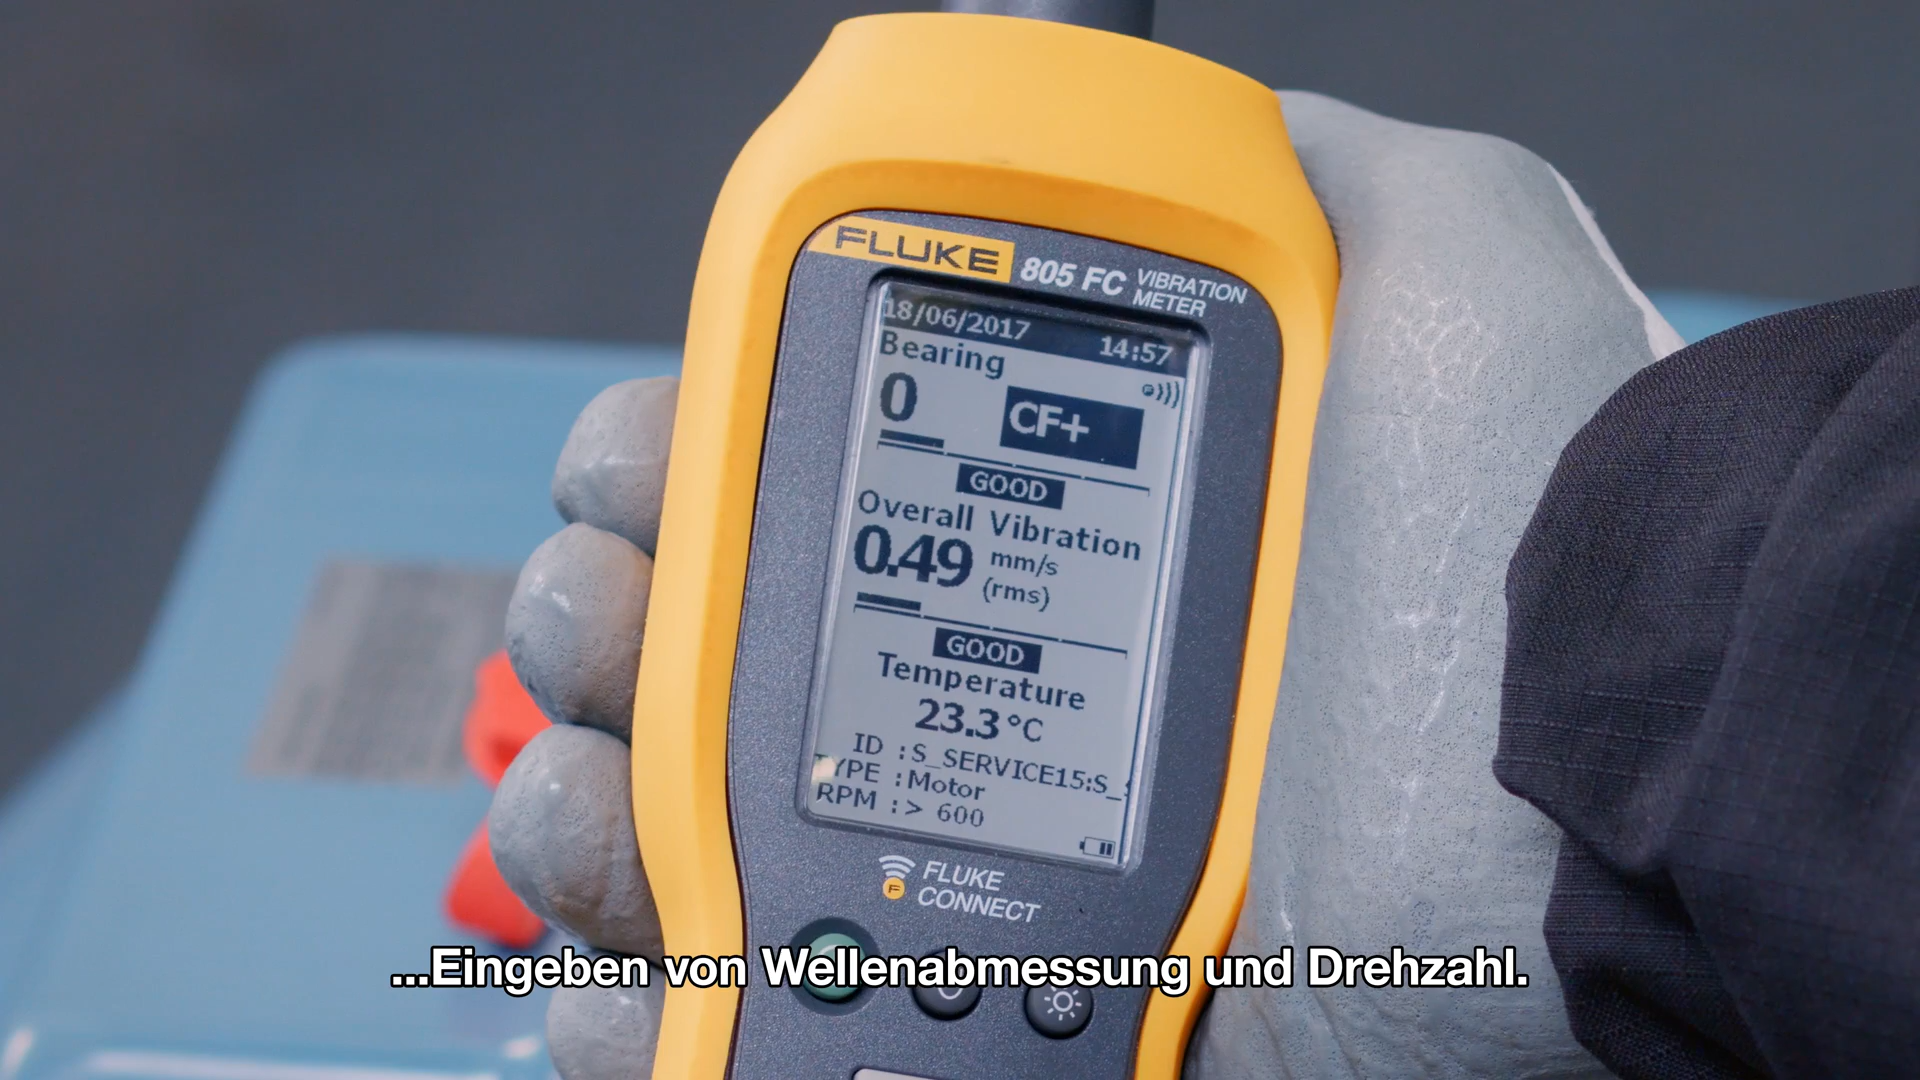 FLUKE 805 FC VIBRATION METER
18/06/2017 14:57
Bearing
0 CF+
GOOD
Overall Vibration
0.49 mm/s
(rms)
GOOD
Temperature
23.3 °C
ID :S_SERVICE15:S_
TYPE :Motor
RPM :> 600
FLUKE
CONNECT
...Eingeben von Wellenabmessung und Drehzahl.